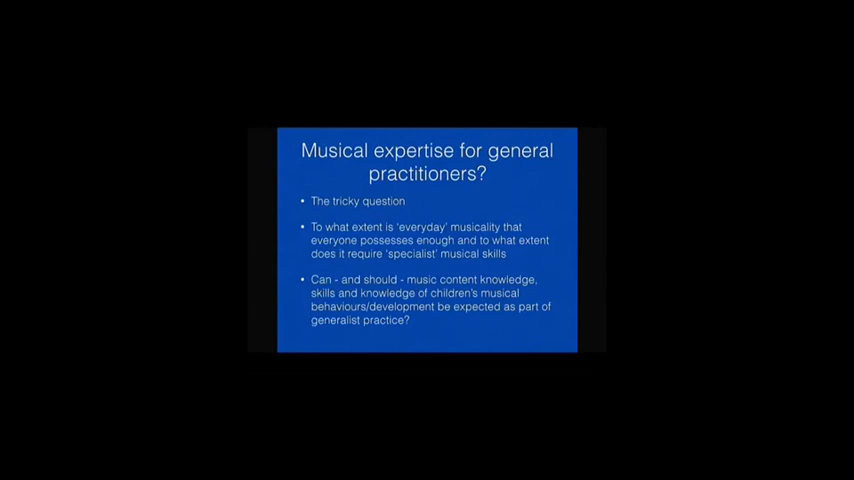 Musical expertise for general
practitioners?
• The tricky question
• To what extent is ‘everyday’ musicality that
everyone possesses enough and to what extent
does it require ‘specialist’ musical skills
• Can - and should - music content knowledge,
skills and knowledge of children’s musical
behaviours/development be expected as part of
generalist practice?